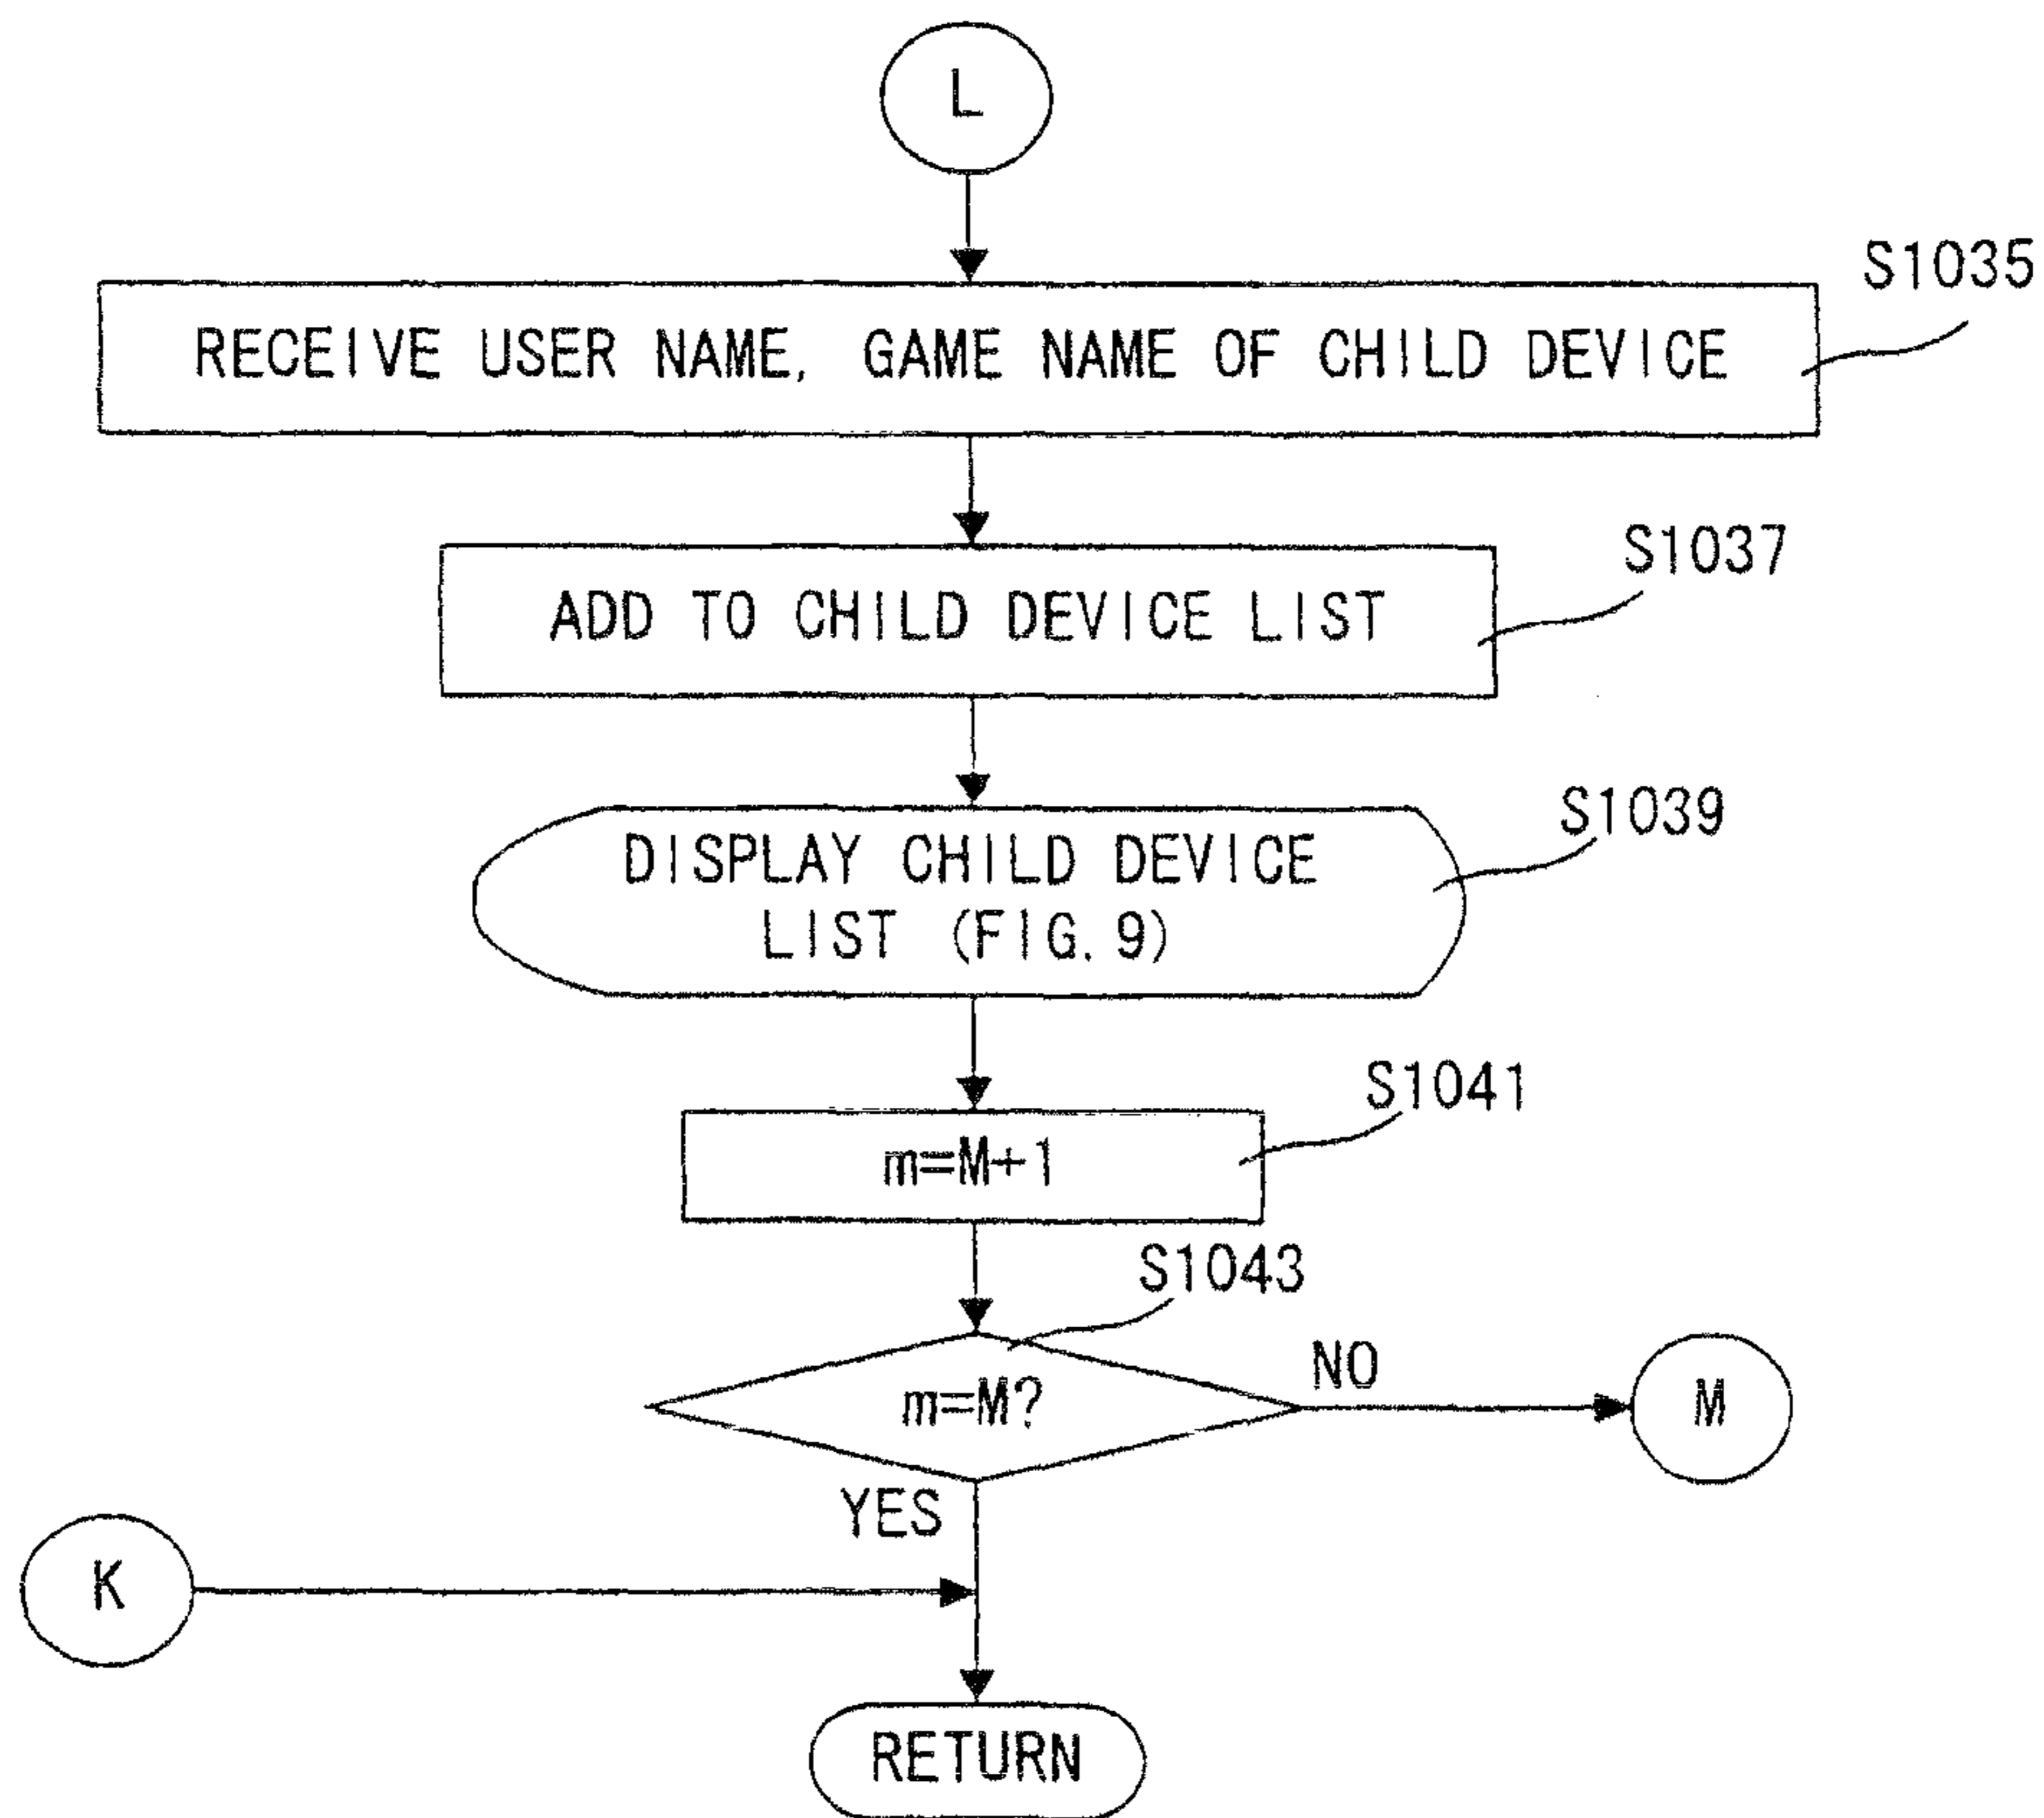 L
S1035
RECEIVE USER NAME, GAME NAME OF CHILD DEVICE
S1037
ADD TO CHILD DEVICE LIST
S1039
DISPLAY CHILD DEVICE
LIST (FIG. 9)
S1041
m=M+1
S1043
m=M?
NO
M
YES
K
RETURN